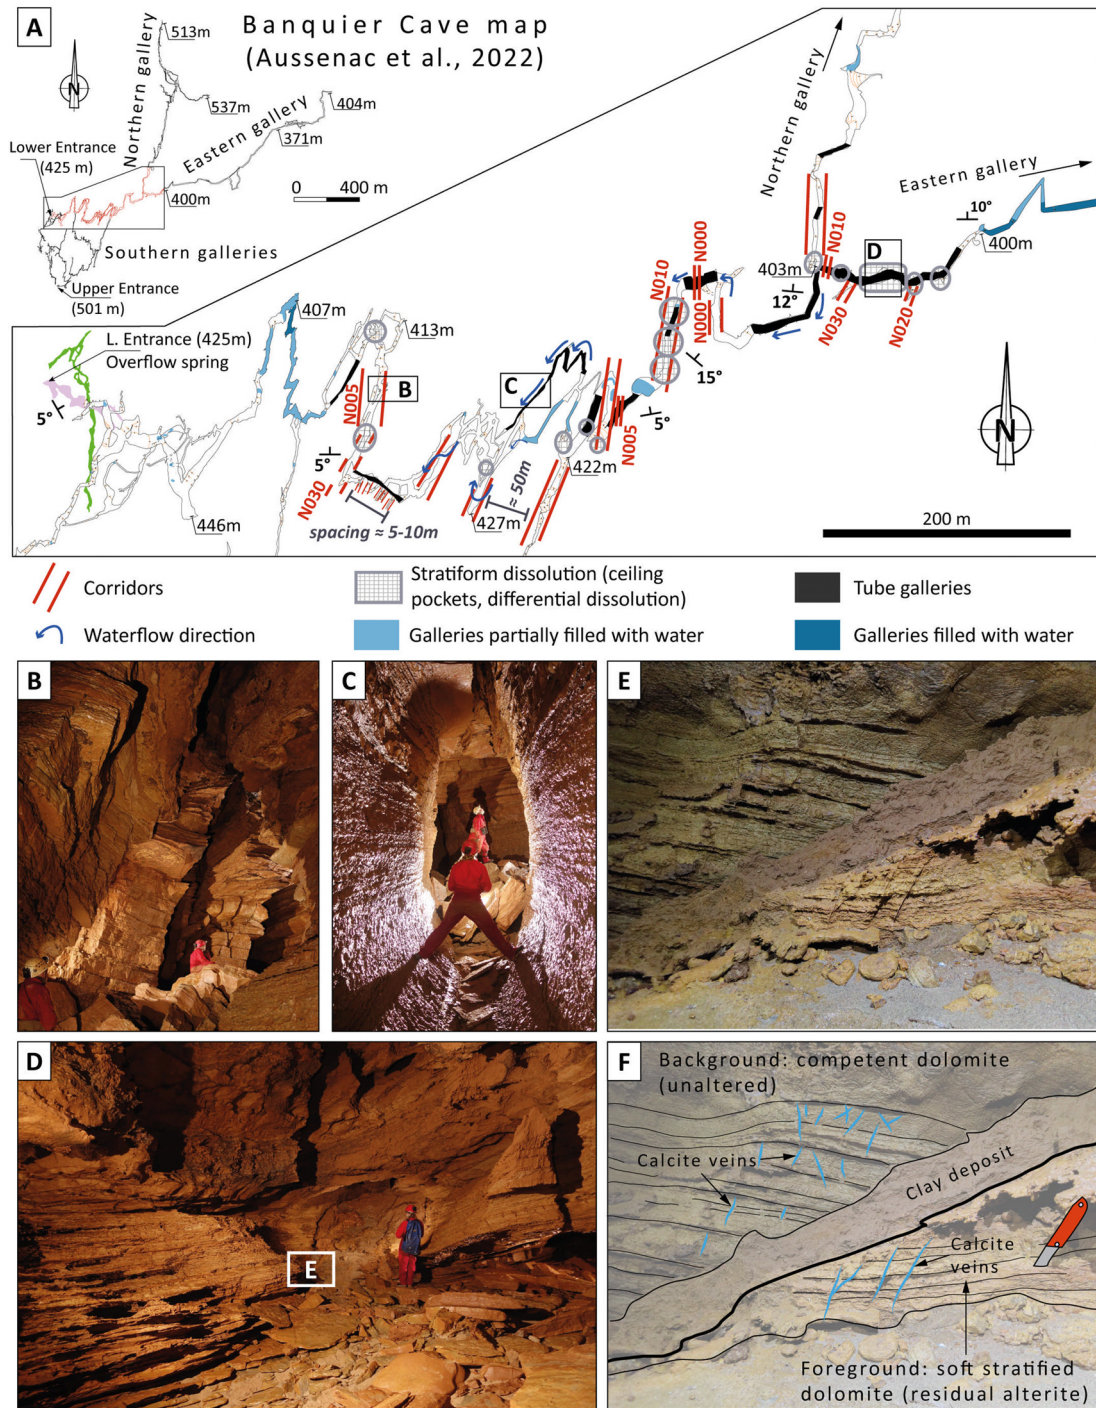 A
Banquier Cave map
(Aussenac et al., 2022)
N
513m
Northern gallery
537m
404m
Eastern gallery
371m
Lower Entrance
(425 m)
400m
0 400 m
Southern galleries
Upper Entrance
(501 m)
Northern gallery
Eastern gallery
10°
400m
D
N010
403m
12°
N030
N020
N000
N010
N000
15°
5°
N005
407m
413m
L. Entrance (425m)
Overflow spring
5°
B
N005
C
5°
N030
422m
≈ 50m
427m
446m
spacing ≈ 5-10m
N
200 m
Corridors
Stratiform dissolution (ceiling
pockets, differential dissolution)
Tube galleries
Waterflow direction
Galleries partially filled with water
Galleries filled with water
B
C
E
D
E
F
Background: competent dolomite
(unaltered)
Calcite veins
Clay deposit
Calcite
veins
Foreground: soft stratified
dolomite (residual alterite)